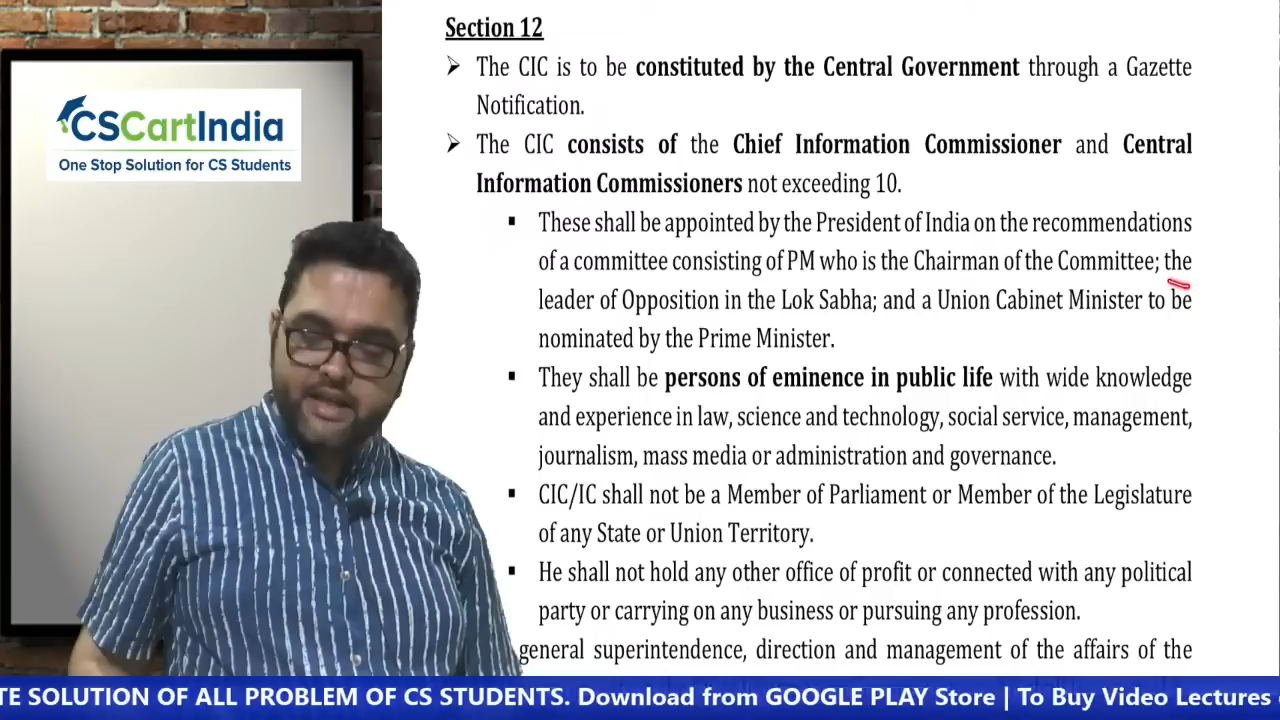 CSCartIndia
One Stop Solution for CS Students
Section 12
The CIC is to be constituted by the Central Government through a Gazette
Notification.
The CIC consists of the Chief Information Commissioner and Central
Information Commissioners not exceeding 10.
These shall be appointed by the President of India on the recommendations
of a committee consisting of PM who is the Chairman of the Committee; the
leader of Opposition in the Lok Sabha; and a Union Cabinet Minister to be
nominated by the Prime Minister.
They shall be persons of eminence in public life with wide knowledge
and experience in law, science and technology, social service, management,
journalism, mass media or administration and governance.
CIC/IC shall not be a Member of Parliament or Member of the Legislature
of any State or Union Territory.
He shall not hold any other office of profit or connected with any political
party or carrying on any business or pursuing any profession.
general superintendence, direction and management of the affairs of the
TE SOLUTION OF ALL PROBLEM OF CS STUDENTS. Download from GOOGLE PLAY Store | To Buy Video Lectures